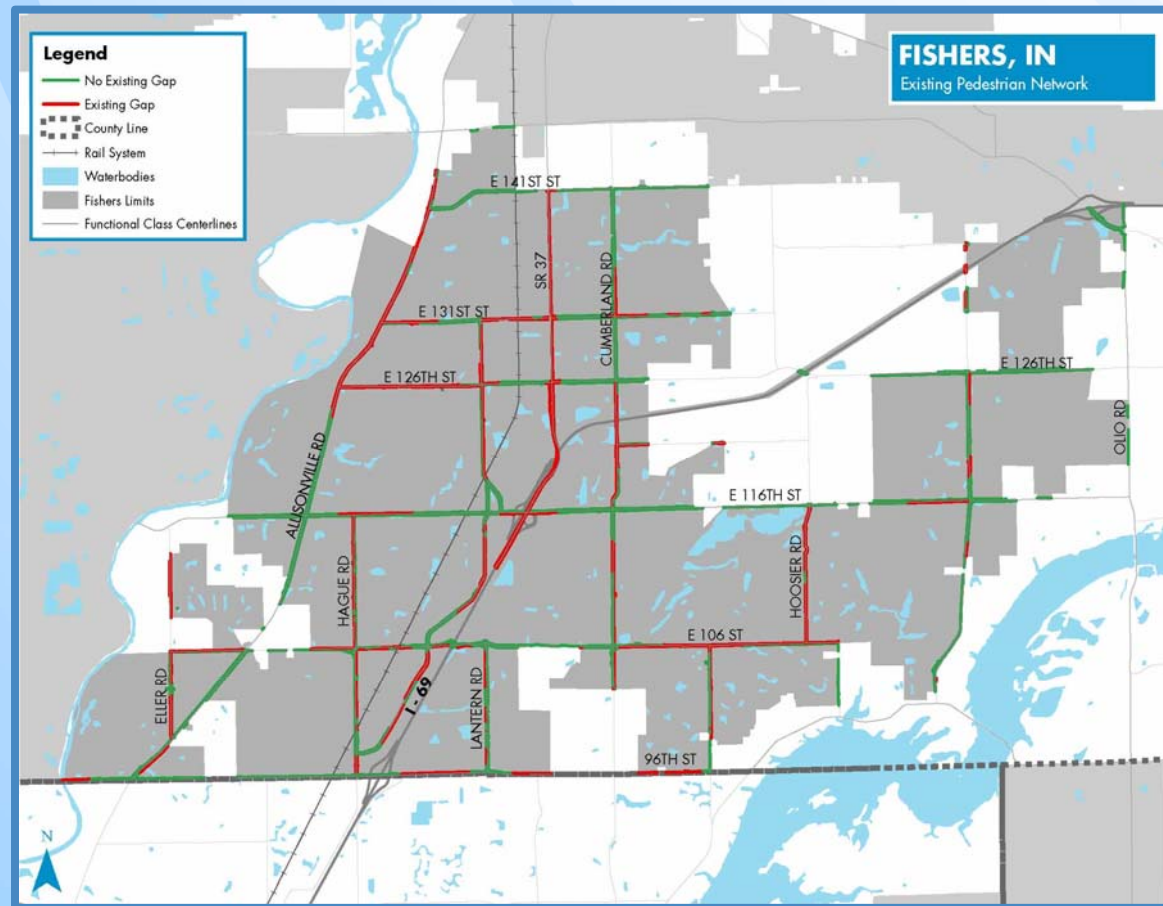 Legend
No Existing Gap
Existing Gap
County Line
Rail System
Waterbodies
Fishers Limits
Functional Class Centerlines
FISHERS, IN
Existing Pedestrian Network
E 141ST ST
SR 37
CUMBERLAND RD
E 131ST ST
E 126TH ST
E 126TH ST
OLIO RD
ALLISONVILLE RD
E 116TH ST
HAGUE RD
HOOSIER RD
E 106 ST
ELLER RD
I - 69
LANTERN RD
96TH ST
N